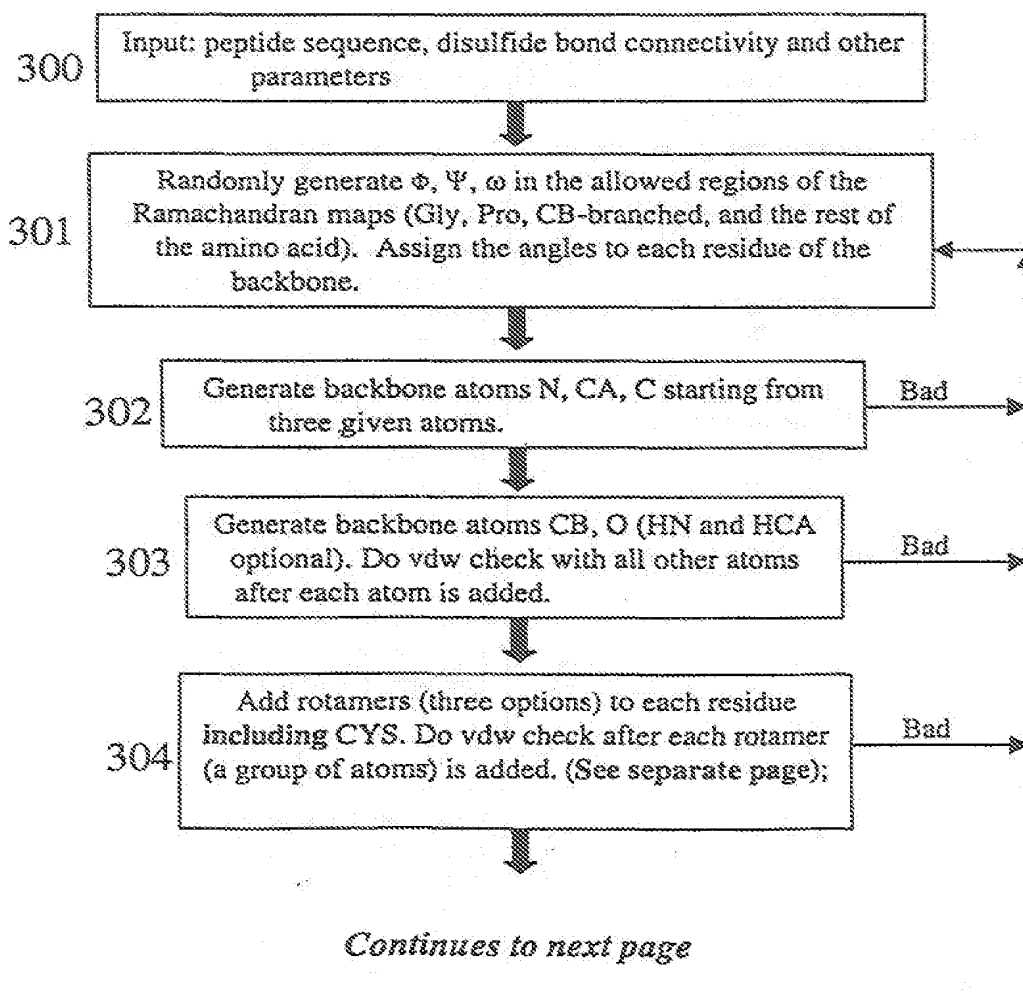 300
Input: peptide sequence, disulfide bond connectivity and other
parameters
301
Randomly generate Φ, Ψ, ω in the allowed regions of the
Ramachandran maps (Gly, Pro, CB-branched, and the rest of
the amino acid). Assign the angles to each residue of the
backbone.
302
Generate backbone atoms N, CA, C starting from
three given atoms.
Bad
303
Generate backbone atoms CB, O (HN and HCA
optional). Do vdw check with all other atoms
after each atom is added.
Bad
304
Add rotamers (three options) to each residue
including CYS. Do vdw check after each rotamer
(a group of atoms) is added. (See separate page);
Bad
Continues to next page